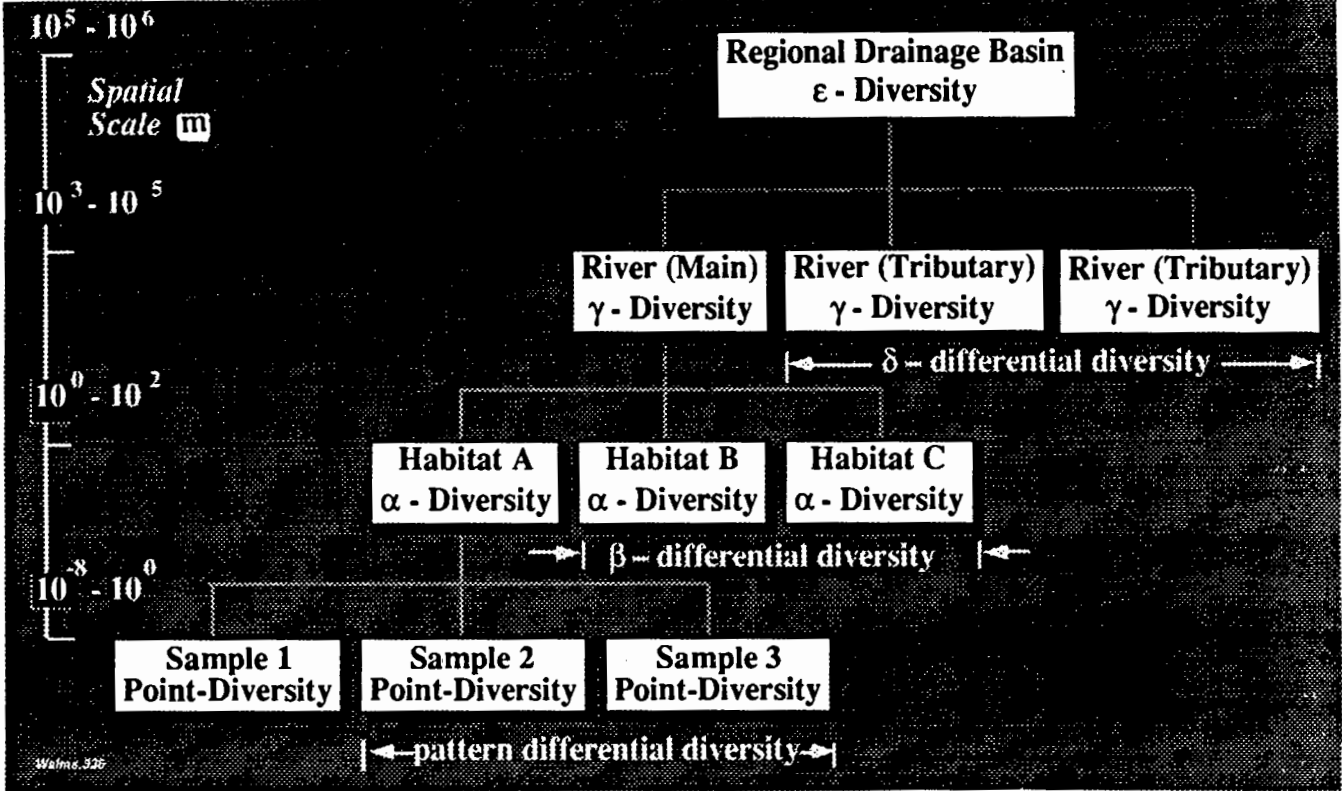 10⁵ - 10⁶
Spatial
Scale m
Regional Drainage Basin
ε - Diversity
10³ - 10⁵
River (Main)
γ - Diversity
River (Tributary)
γ - Diversity
River (Tributary)
γ - Diversity
δ – differential diversity
10⁰ - 10²
Habitat A
α - Diversity
Habitat B
α - Diversity
Habitat C
α - Diversity
β – differential diversity
10⁻⁸ - 10⁰
Sample 1
Point-Diversity
Sample 2
Point-Diversity
Sample 3
Point-Diversity
pattern differential diversity